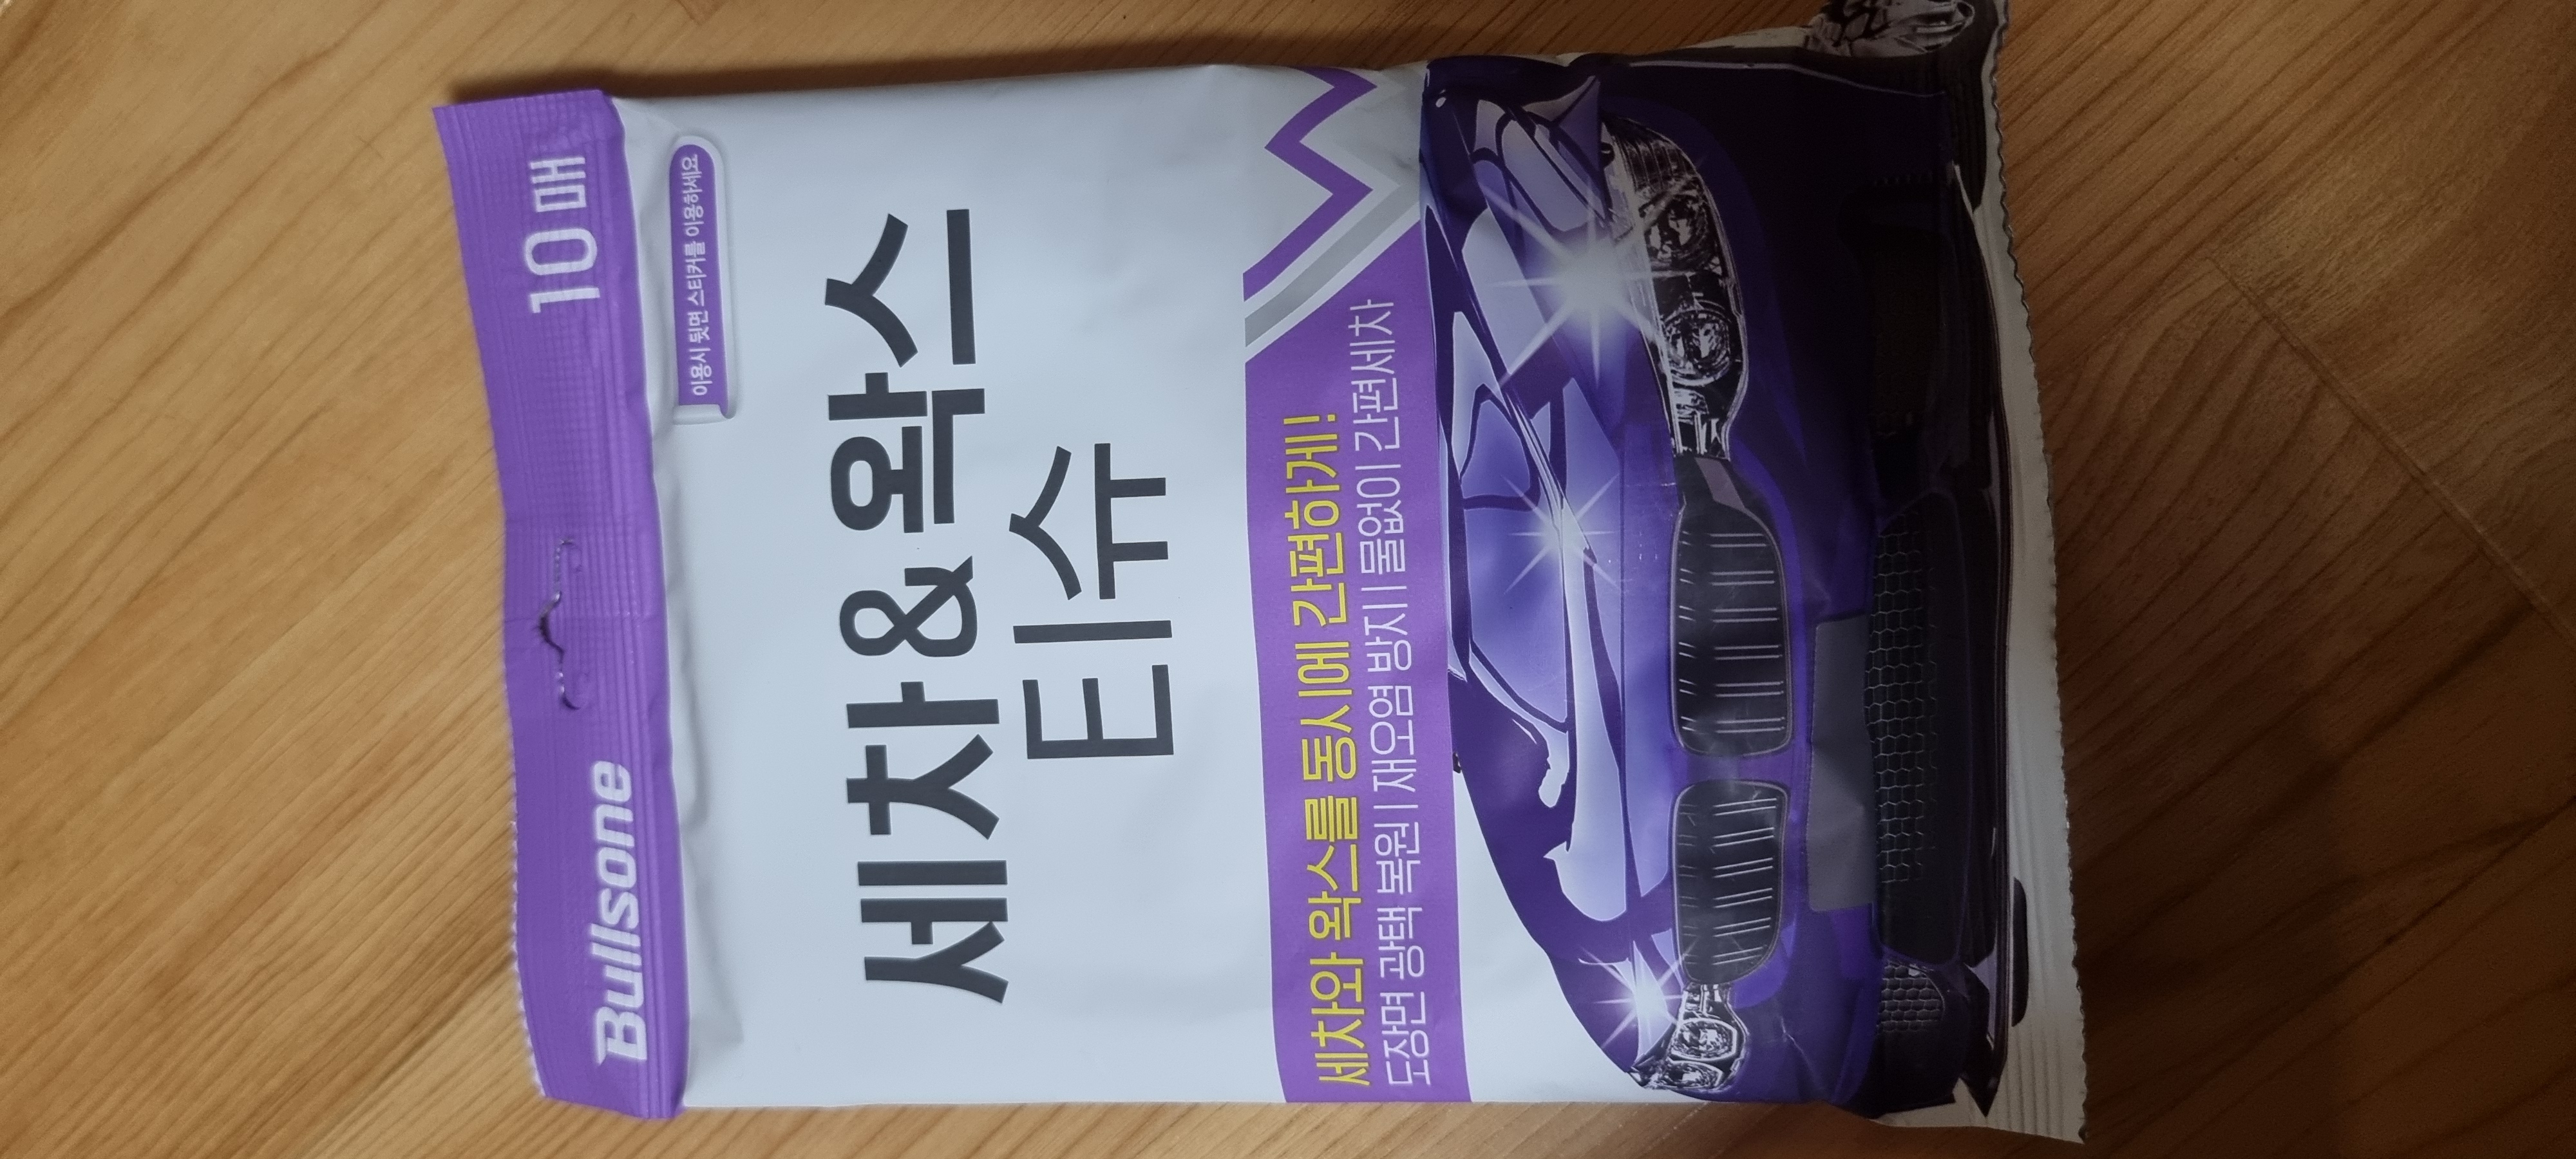 Bullsone
10 매
이용시 뒷면 스티커를 이용하세요
세차&왁스
티슈
세차와 왁스를 동시에 간편하게!
도장면 광택 복원 | 재오염 방지 | 물없이 간편세차